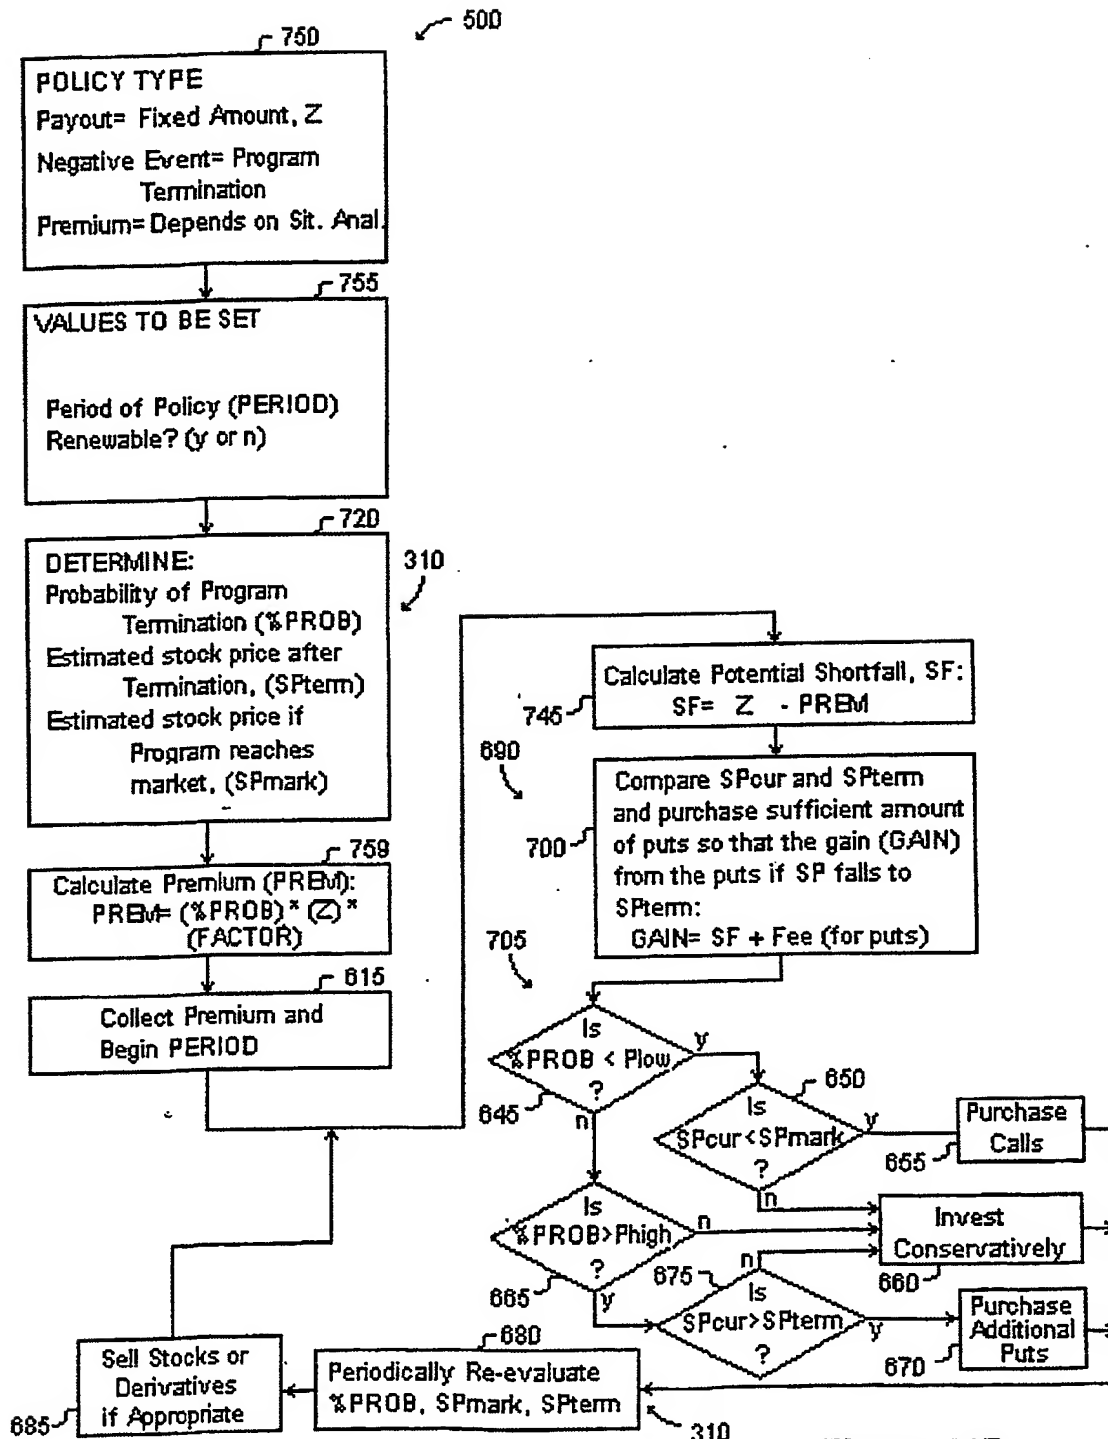 500
750
POLICY TYPE
Payout= Fixed Amount, Z
Negative Event= Program
Termination
Premium= Depends on Sit. Anal.
755
VALUES TO BE SET
Period of Policy (PERIOD)
Renewable? (y or n)
720
DETERMINE:
Probability of Program
Termination (%PROB)
Estimated stock price after
Termination, (SPterm)
Estimated stock price if
Program reaches
market, (SPmark)
310
759
Calculate Premium (PREM):
PREM= (%PROB)* (Z)*
(FACTOR)
615
Collect Premium and
Begin PERIOD
Calculate Potential Shortfall, SF:
SF= Z - PREM
745
690
Compare SPcur and SPterm
and purchase sufficient amount
of puts so that the gain (GAIN)
from the puts if SP falls to
SPterm:
GAIN= SF + Fee (for puts)
700
705
Is
%PROB < Plow
?
y
n
645
650
Is
SPcur<SPmark
?
y
n
Purchase
Calls
655
Is
%PROB>Phigh
?
n
y
665
Invest
Conservatively
660
675
n
Is
SPcur>SPterm
?
y
Purchase
Additional
Puts
670
680
Periodically Re-evaluate
%PROB, SPmark, SPterm
310
Sell Stocks or
Derivatives
if Appropriate
685